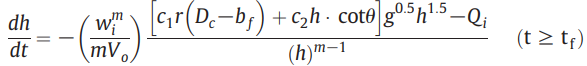 dh/dt = −(w_i^m / mV_o) [c_1 r(D_c − b_f) + c_2 h · cotθ] g^0.5 h^1.5 − Q_i / (h)^m−1 (t ≥ t_f)